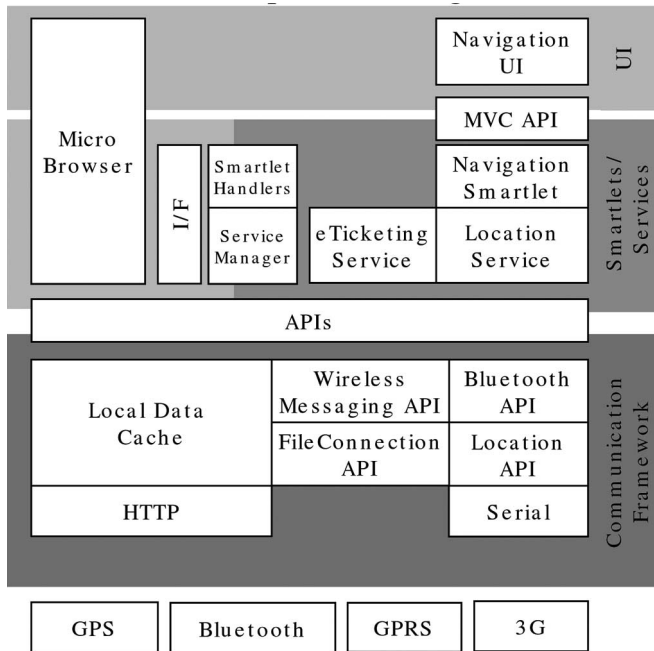 Navigation
UI
UI
MVC API
Micro
Browser
I/F
Smartlet
Handlers
Navigation
Smartlet
Service
Manager
eTicketing
Service
Location
Service
Smartlets/
Services
APIs
Local Data
Cache
Wireless
Messaging API
Bluetooth
API
FileConnection
API
Location
API
HTTP
Serial
Communication
Framework
GPS
Bluetooth
GPRS
3G